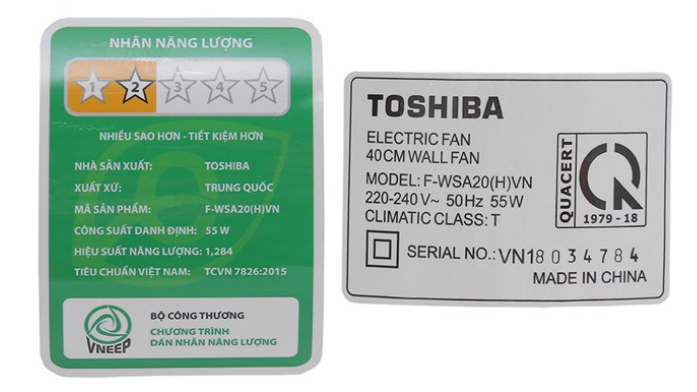 NHÃN NĂNG LƯỢNG
1 2 3 4 5
NHIỀU SAO HƠN - TIẾT KIỆM HƠN
NHÀ SẢN XUẤT: TOSHIBA
XUẤT XỨ: TRUNG QUỐC
MÃ SẢN PHẨM: F-WSA20(H)VN
CÔNG SUẤT DANH ĐỊNH: 55 W
HIỆU SUẤT NĂNG LƯỢNG: 1,284
TIÊU CHUẨN VIỆT NAM: TCVN 7826:2015
VNEEP
BỘ CÔNG THƯƠNG
CHƯƠNG TRÌNH
DÁN NHÃN NĂNG LƯỢNG
TOSHIBA
ELECTRIC FAN
40CM WALL FAN
MODEL: F-WSA20(H)VN
220-240V~ 50Hz 55W
CLIMATIC CLASS: T
QUACERT
1979 - 18
SERIAL NO.: VN18034784
MADE IN CHINA